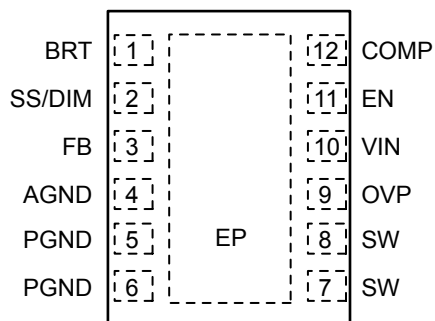 BRT 1 12 COMP
SS/DIM 2 11 EN
FB 3 10 VIN
AGND 4 9 OVP
PGND 5 EP 8 SW
PGND 6 7 SW